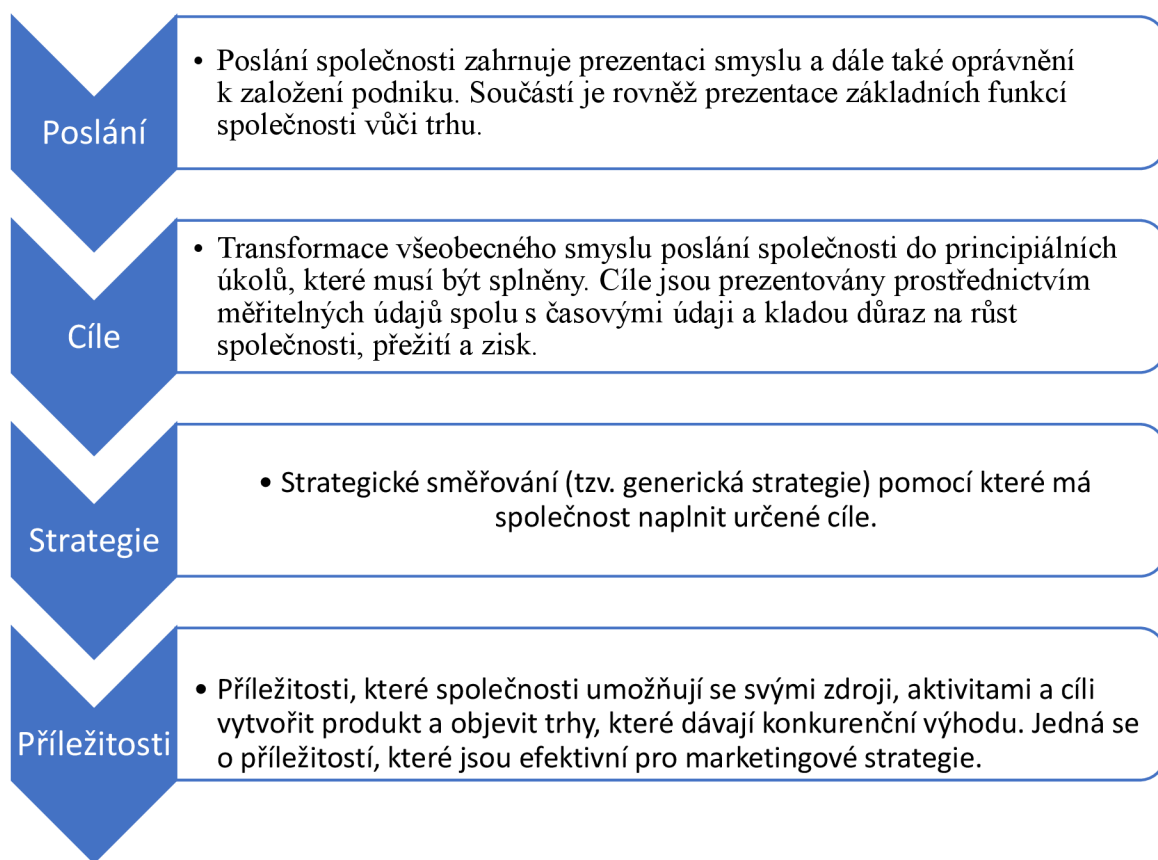 Poslání
• Poslání společnosti zahrnuje prezentaci smyslu a dále také oprávnění
k založení podniku. Součástí je rovněž prezentace základních funkcí
společnosti vůči trhu.
Cíle
• Transformace všeobecného smyslu poslání společnosti do principiálních
úkolů, které musí být splněny. Cíle jsou prezentovány prostřednictvím
měřitelných údajů spolu s časovými údaji a kladou důraz na růst
společnosti, přežití a zisk.
Strategie
• Strategické směřování (tzv. generická strategie) pomocí které má
společnost naplnit určené cíle.
Příležitosti
• Příležitosti, které společnosti umožňují se svými zdroji, aktivitami a cíli
vytvořit produkt a objevit trhy, které dávají konkurenční výhodu. Jedná se
o příležitostí, které jsou efektivní pro marketingové strategie.